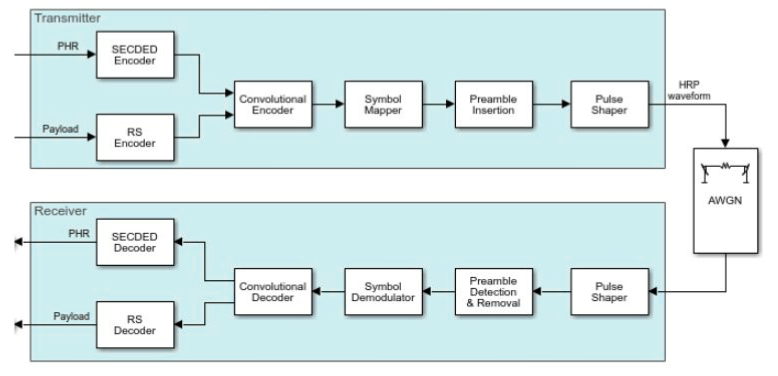 Transmitter
PHR
SECDED
Encoder
Payload
RS
Encoder
Convolutional
Encoder
Symbol
Mapper
Preamble
Insertion
Pulse
Shaper
HRP
waveform
AWGN
Receiver
PHR
SECDED
Decoder
Payload
RS
Decoder
Convolutional
Decoder
Symbol
Demodulator
Preamble
Detection
& Removal
Pulse
Shaper